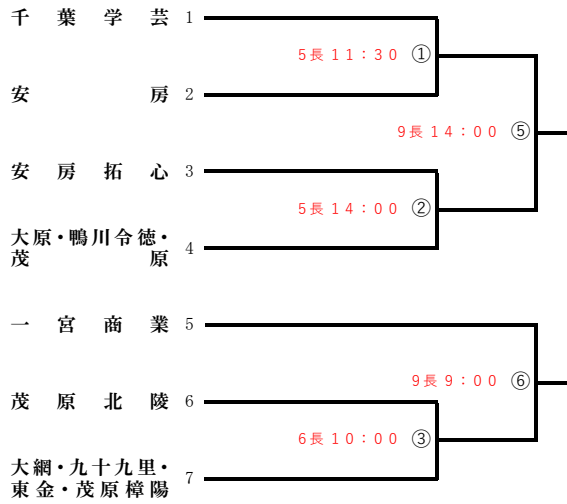 千葉学芸 1
5長 11:30 ①
安房 2
9長 14:00 ⑤
安房拓心 3
5長 14:00 ②
大原・鴨川令徳・
茂原 4
一宮商業 5
9長 9:00 ⑥
茂原北陵 6
6長 10:00 ③
大網・九十九里・
東金・茂原樟陽 7